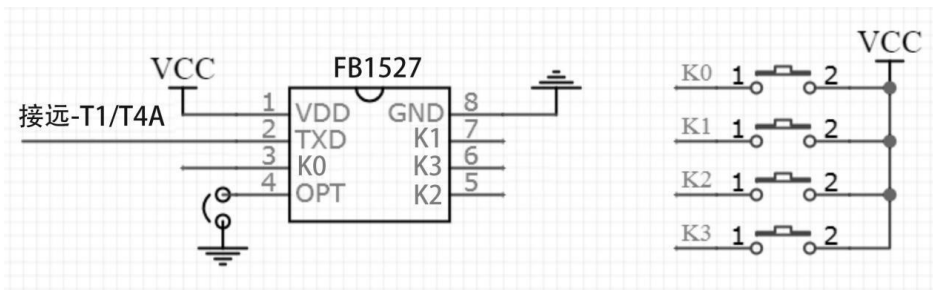 VCC
FB1527
接远-T1/T4A
1 VDD GND 8
2 TXD K1 7
3 K0 K3 6
4 OPT K2 5
VCC
K0 1 2
K1 1 2
K2 1 2
K3 1 2